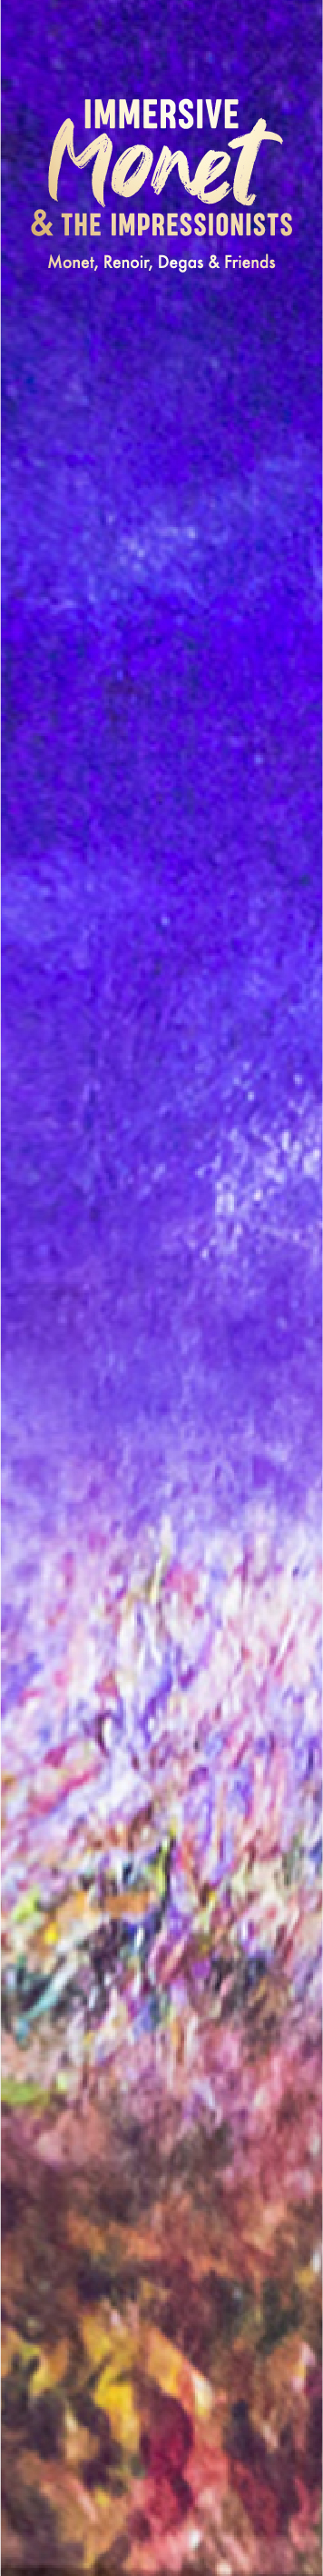 IMMERSIVE
Monet
& THE IMPRESSIONISTS
Monet, Renoir, Degas & Friends